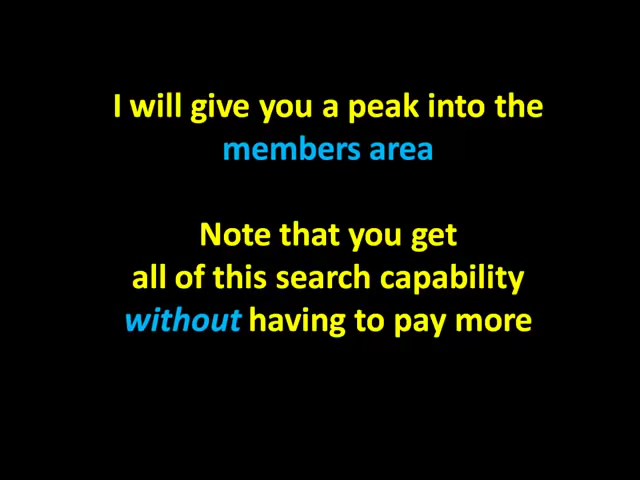 I will give you a peak into the
members area
Note that you get
all of this search capability
without having to pay more